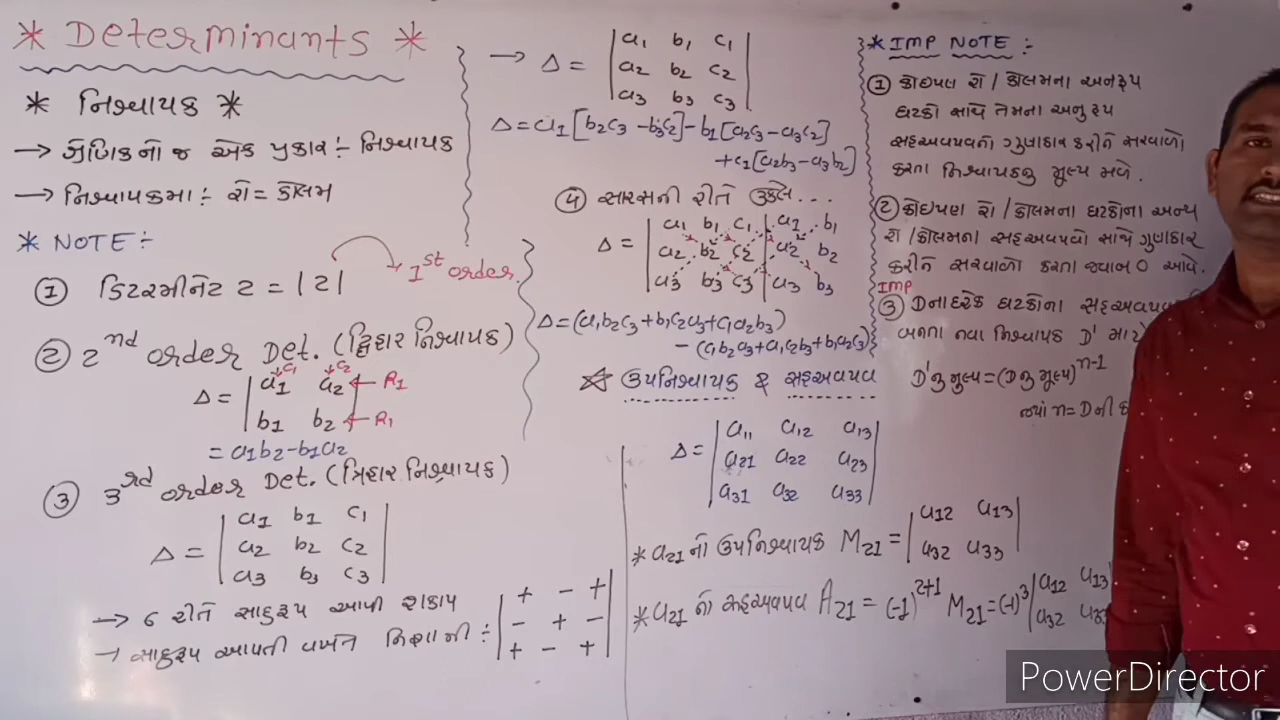 * Determinants *
* નિશ્ચાયક *
→ શ્રેણિકનો જ એક પ્રકાર :- નિશ્ચાયક
→ નિશ્ચાયકમા :- રો = કોલમ
* NOTE :-
① ડિટરમીનેટ 2 = |2| → 1st order.
② 2nd order Det. (દ્વિહાર નિશ્ચાયક)
C1 C2
Δ = | a1 a2 | ← R1
| b1 b2 | ← R1
= a1b2 - b1a2
③ 3rd order Det. (ત્રિહાર નિશ્ચાયક)
Δ = | a1 b1 c1 |
| a2 b2 c2 |
| a3 b3 c3 |
→ ૬ રીતે સાદુરૂપ આપી શકાય
→ સાદુરૂપ આપતી વખતે નિશાની :- | + - + |
| - + - |
| + - + |
→ Δ = | a1 b1 c1 |
| a2 b2 c2 |
| a3 b3 c3 |
Δ = a1[b2c3 - b3c2] - b1[a2c3 - a3c2]
+ c1[a2b3 - a3b2]
④ સારસની રીતે ઉકેલ...
Δ = | a1 b1 c1 | a1 b1
| a2 b2 c2 | a2 b2
| a3 b3 c3 | a3 b3
Δ = (a1b2c3 + b1c2a3 + c1a2b3)
- (c1b2a3 + a1c2b3 + b1a2c3)
☆ ઉપનિશ્ચાયક & સહઅવયવ
Δ = | a11 a12 a13 |
| a21 a22 a23 |
| a31 a32 a33 |
* a21 નો ઉપનિશ્ચાયક M21 = | a12 a13 |
| a32 a33 |
* a21 નો સહઅવયવ A21 = (-1)2+1 M21 = (-1)3 | a12 a13 |
| a32 a33
* IMP NOTE :-
① કોઇપણ રો / કોલમના અનુરૂપ
ઘટકો સાથે તેમના અનુરૂપ
સહઅવયવનો ગુણાકાર કરીને સરવાળો
કરતા નિશ્ચાયકનુ મૂલ્ય મળે.
② કોઇપણ રો / કોલમના ઘટકોના અન્ય
રો / કોલમના સહઅવયવો સાથે ગુણાકાર
કરીને સરવાળો કરતા જવાબ 0 આવે.
IMP
③ Dના દરેક ઘટકોના સહઅવયવ
બનતા નવા નિશ્ચાયક D' માટે
D'નુ મુલ્ય = (D નુ મૂલ્ય)n-1
જ્યાં n = D ની
PowerDirector